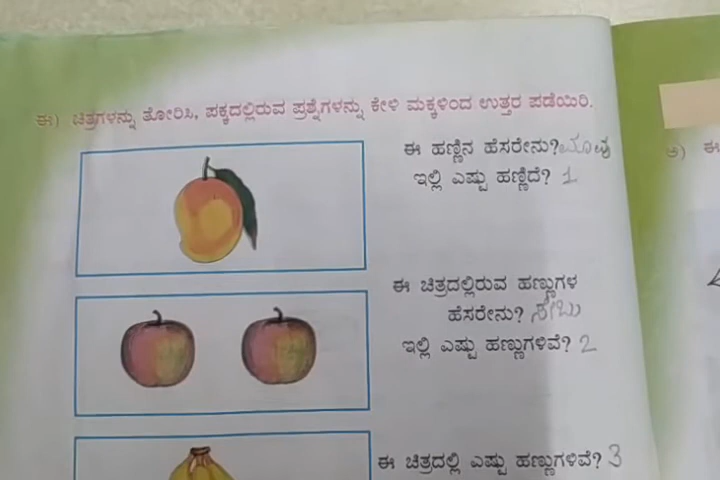 ಈ) ಚಿತ್ರಗಳನ್ನು ತೋರಿಸಿ, ಪಕ್ಕದಲ್ಲಿರುವ ಪ್ರಶ್ನೆಗಳನ್ನು ಕೇಳಿ ಮಕ್ಕಳಿಂದ ಉತ್ತರ ಪಡೆಯಿರಿ.
ಈ ಹಣ್ಣಿನ ಹೆಸರೇನು? ಮಾವು
ಇಲ್ಲಿ ಎಷ್ಟು ಹಣ್ಣಿದೆ? 1
ಈ ಚಿತ್ರದಲ್ಲಿರುವ ಹಣ್ಣುಗಳ
ಹೆಸರೇನು? ಸೇಬು
ಇಲ್ಲಿ ಎಷ್ಟು ಹಣ್ಣುಗಳಿವೆ? 2
ಈ ಚಿತ್ರದಲ್ಲಿ ಎಷ್ಟು ಹಣ್ಣುಗಳಿವೆ? 3
ಅ) ಈ